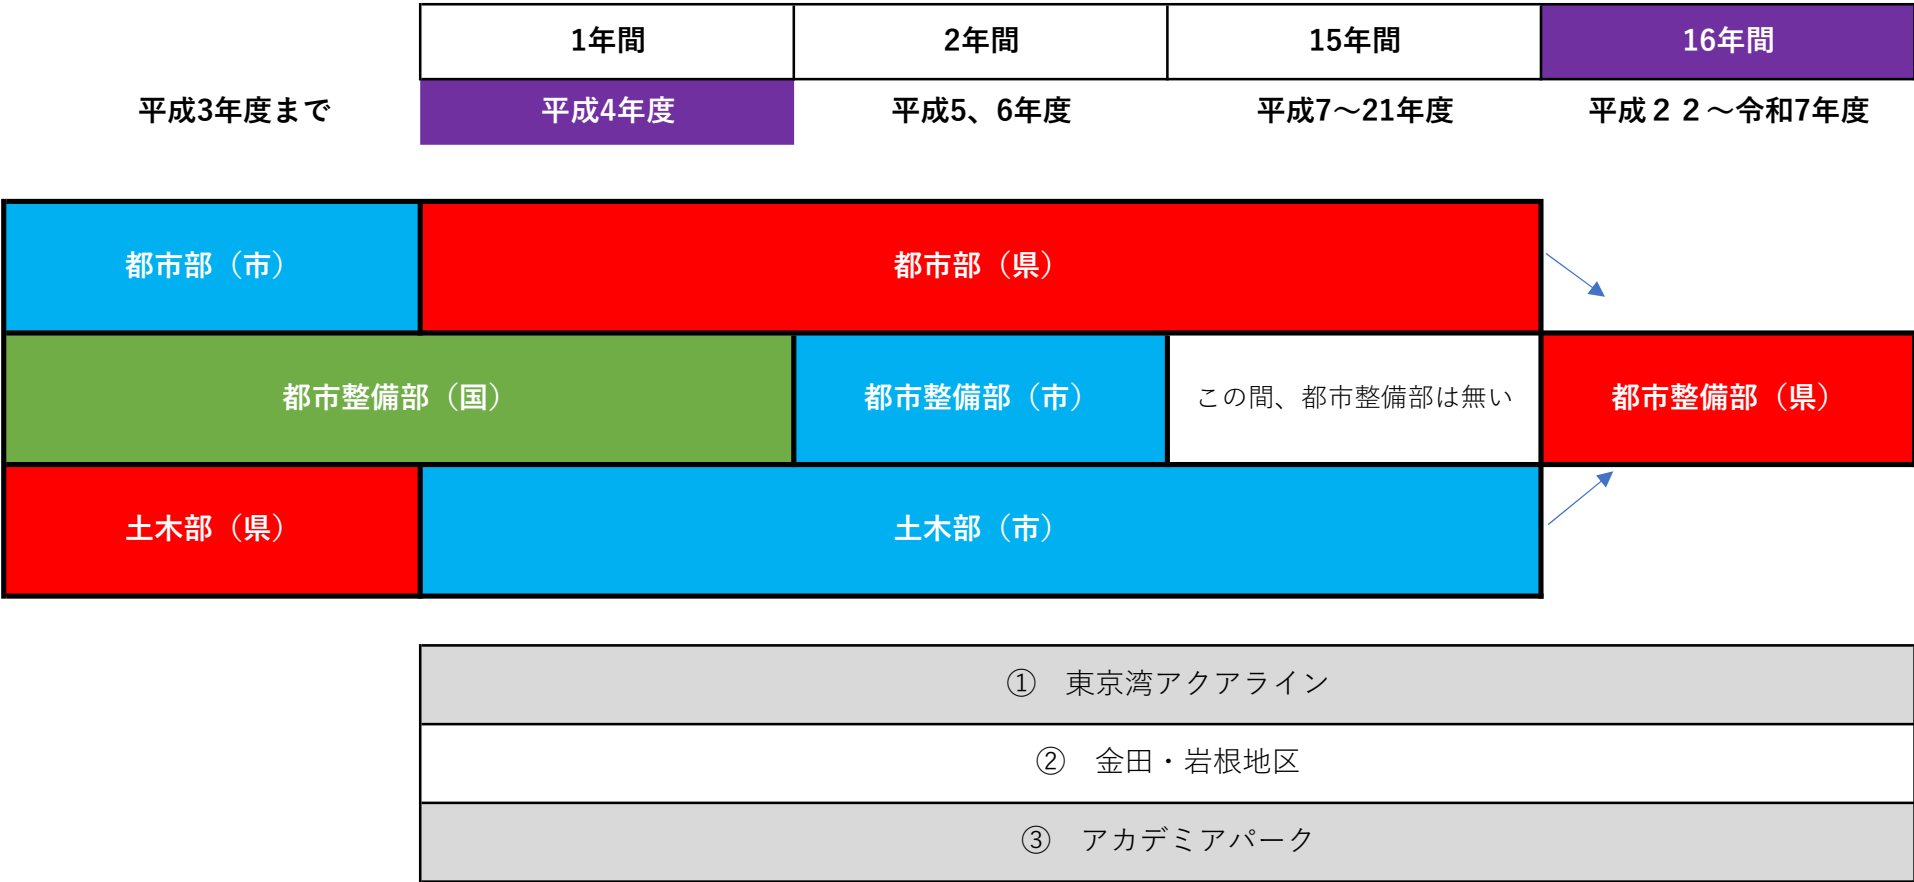 1年間
2年間
15年間
16年間
平成3年度まで
平成4年度
平成5、6年度
平成7～21年度
平成２２～令和7年度
都市部（市）
都市部（県）
都市整備部（国）
都市整備部（市）
この間、都市整備部は無い
都市整備部（県）
土木部（県）
土木部（市）
①　東京湾アクアライン
②　金田・岩根地区
③　アカデミアパーク